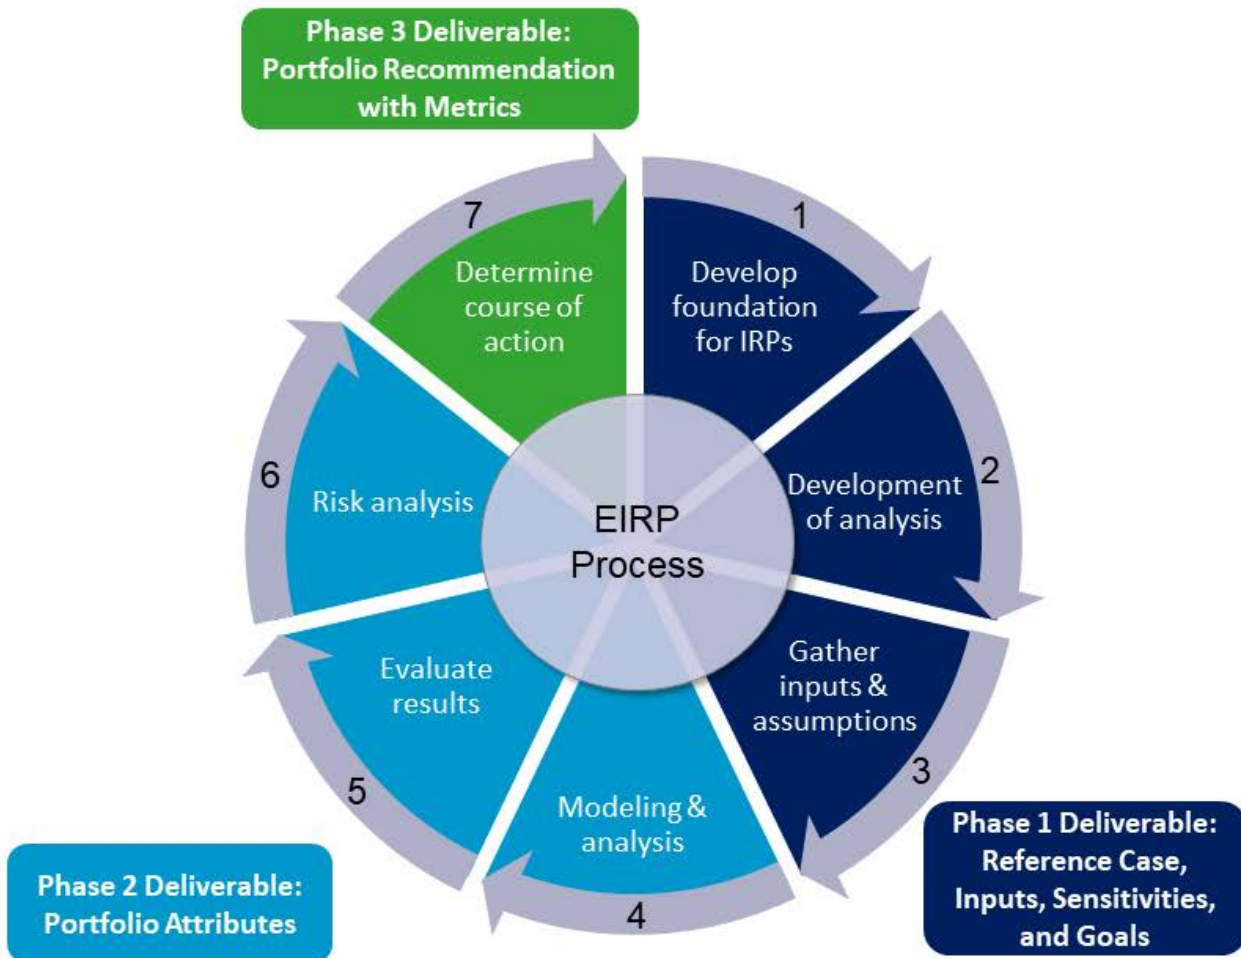 Phase 3 Deliverable:
Portfolio Recommendation
with Metrics
1
Develop
foundation
for IRPs
2
Development
of analysis
3
Gather
inputs &
assumptions
Phase 1 Deliverable:
Reference Case,
Inputs, Sensitivities,
and Goals
4
Modeling &
analysis
5
Evaluate
results
Phase 2 Deliverable:
Portfolio Attributes
6
Risk analysis
7
Determine
course of
action
EIRP
Process